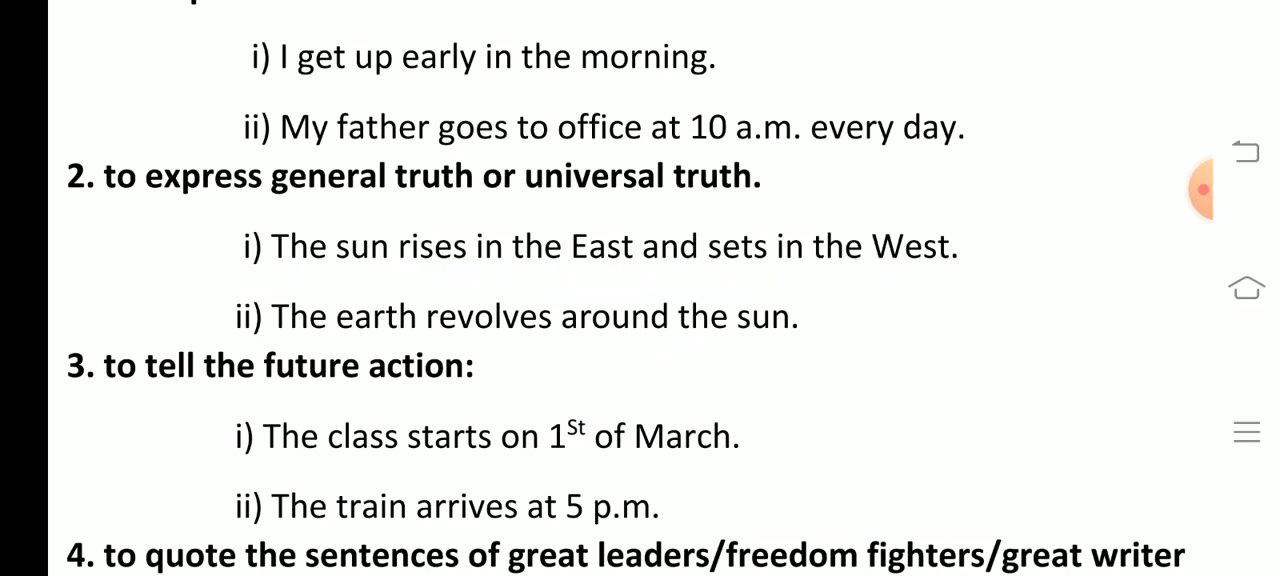 i) I get up early in the morning.
ii) My father goes to office at 10 a.m. every day.
2. to express general truth or universal truth.
i) The sun rises in the East and sets in the West.
ii) The earth revolves around the sun.
3. to tell the future action:
i) The class starts on 1St of March.
ii) The train arrives at 5 p.m.
4. to quote the sentences of great leaders/freedom fighters/great writer